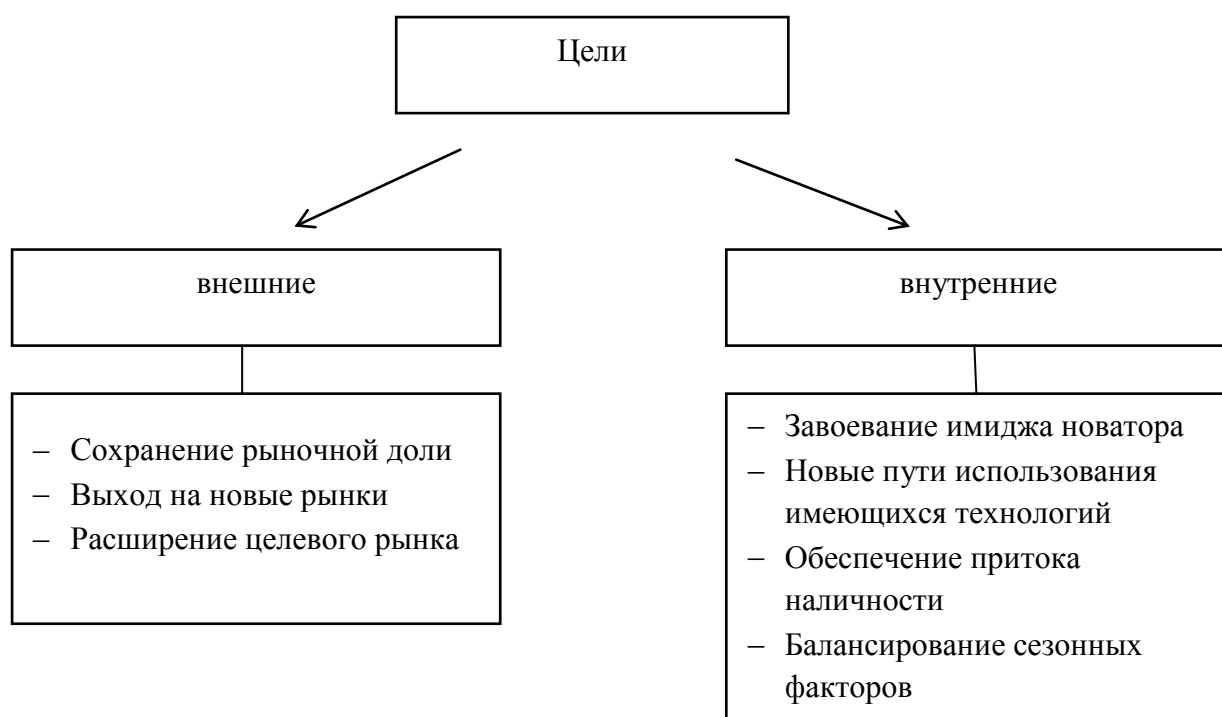 Цели
внешние
внутренние
– Сохранение рыночной доли
– Выход на новые рынки
– Расширение целевого рынка
– Завоевание имиджа новатора
– Новые пути использования
имеющихся технологий
– Обеспечение притока
наличности
– Балансирование сезонных
факторов